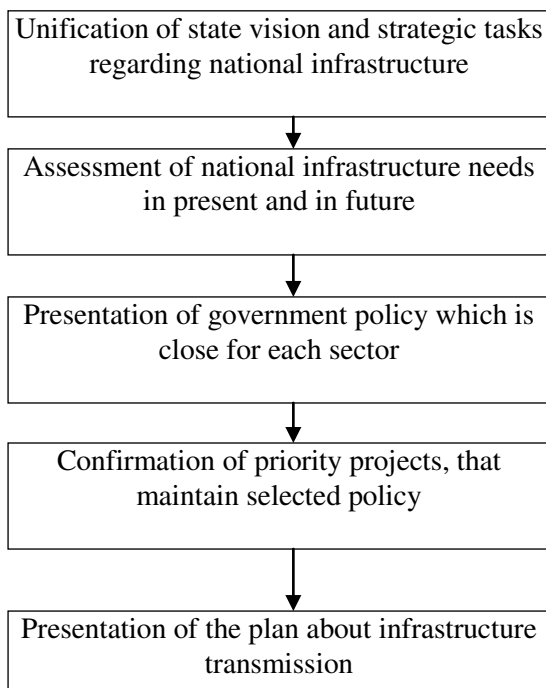 Unification of state vision and strategic tasks
regarding national infrastructure
Assessment of national infrastructure needs
in present and in future
Presentation of government policy which is
close for each sector
Confirmation of priority projects, that
maintain selected policy
Presentation of the plan about infrastructure
transmission